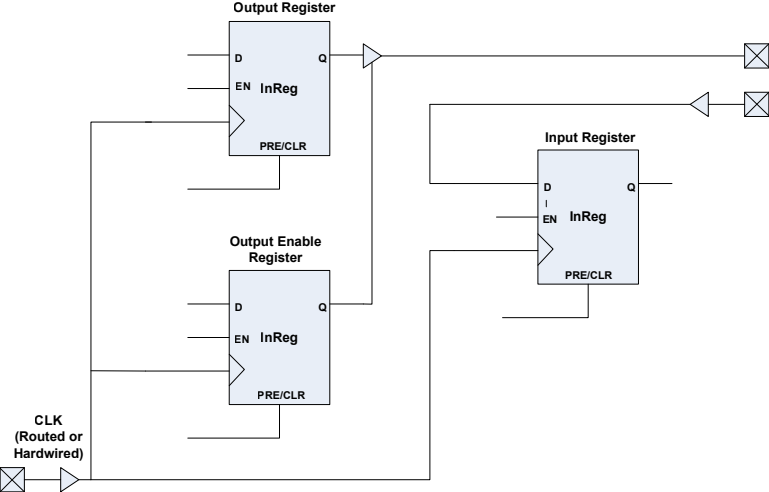 Output Register
D
Q
EN
InReg
PRE/CLR
Input Register
D
Q
I
EN
InReg
PRE/CLR
Output Enable
Register
D
Q
EN
InReg
PRE/CLR
CLK
(Routed or
Hardwired)